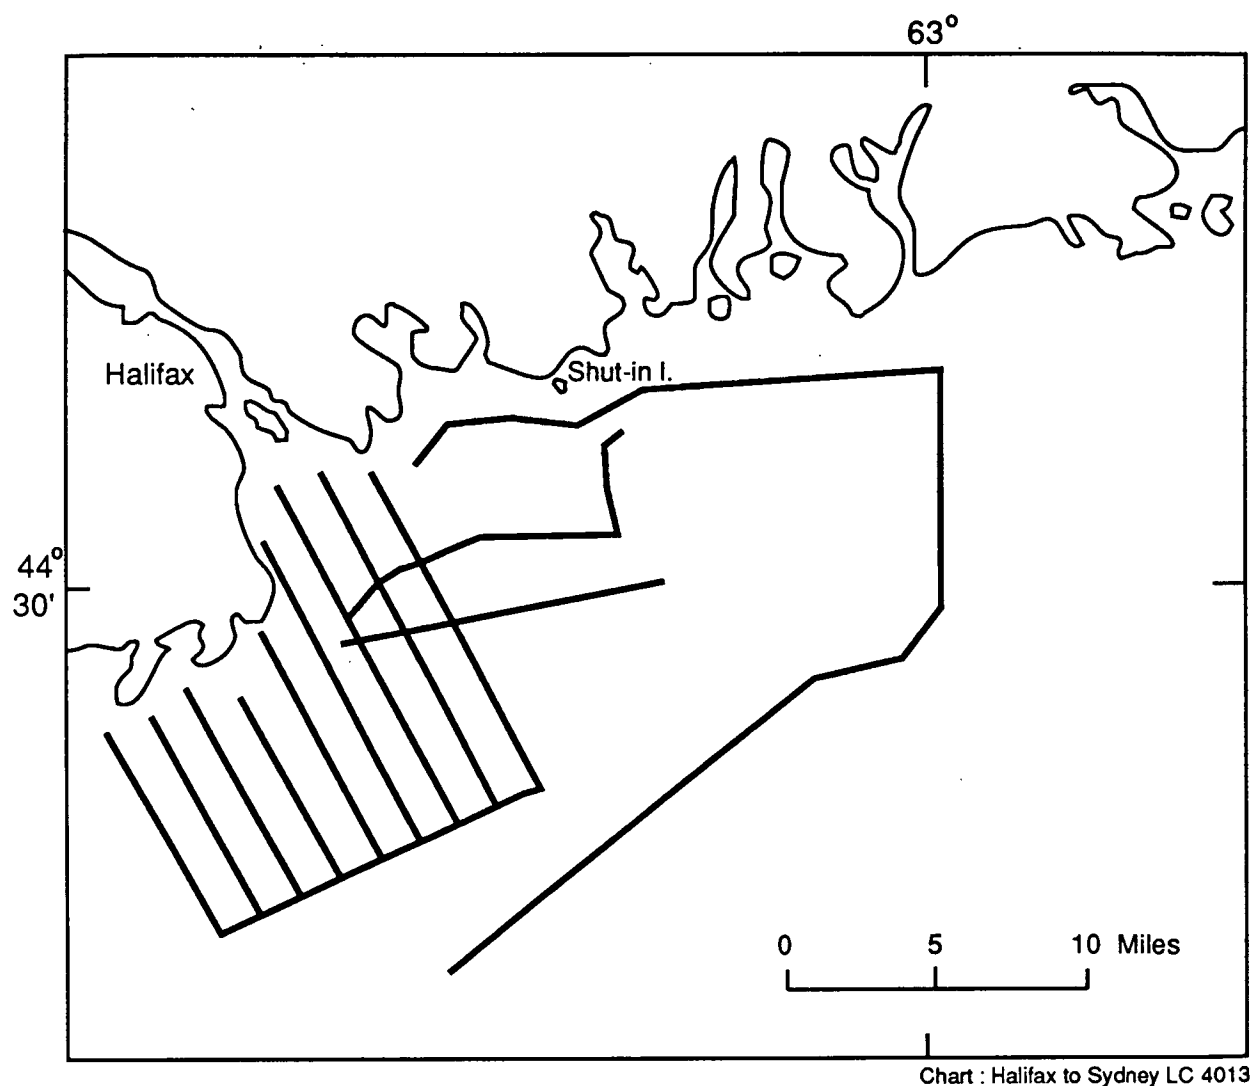 63°
Halifax
Shut-in I.
44°
30'
0 5 10 Miles
Chart : Halifax to Sydney LC 4013